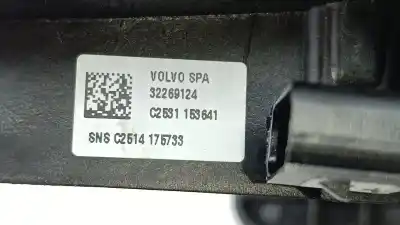 VOLVO SPA
32269124
C2531 153641
SNS C2514 175733